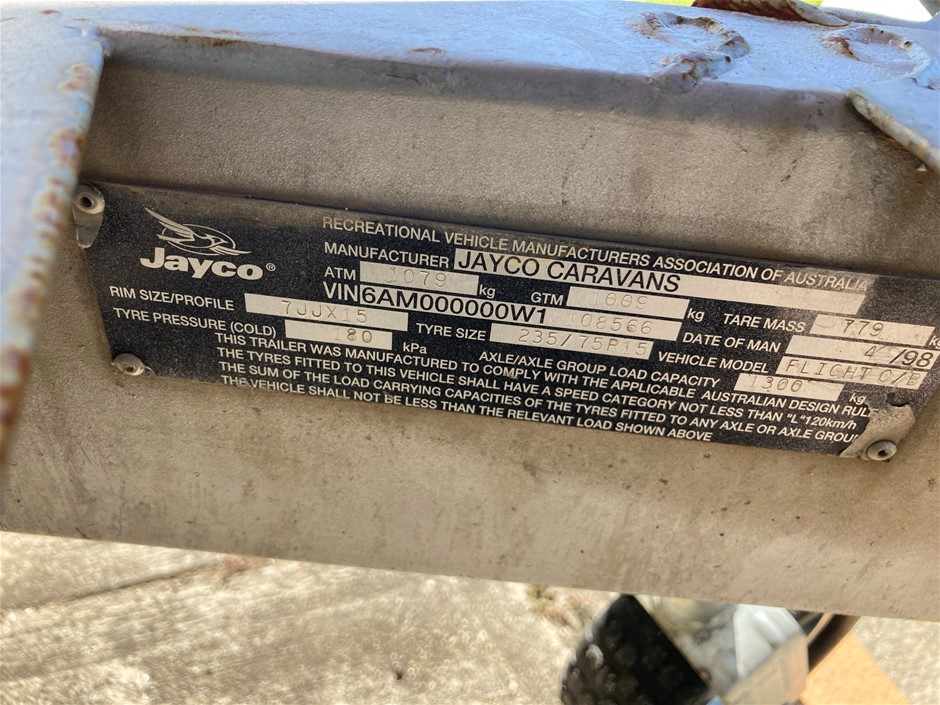 Jayco®
RECREATIONAL VEHICLE MANUFACTURERS ASSOCIATION OF AUSTRALIA
MANUFACTURER JAYCO CARAVANS
ATM 1079 kg GTM kg TARE MASS 779 kg
VIN 6AM000000W1 108566 DATE OF MAN 4 /98
RIM SIZE/PROFILE 7JJX15 TYRE SIZE 235/75R15 VEHICLE MODEL FLIGHT
TYRE PRESSURE (COLD) 180 kPa AXLE/AXLE GROUP LOAD CAPACITY 1300 kg
THIS TRAILER WAS MANUFACTURED TO COMPLY WITH THE APPLICABLE AUSTRALIAN DESIGN RULE
THE TYRES FITTED TO THIS VEHICLE SHALL HAVE A SPEED CATEGORY NOT LESS THAN "L" 120km/h
THE SUM OF THE LOAD CARRYING CAPACITIES OF THE TYRES FITTED TO ANY AXLE OR AXLE GROUP
THE VEHICLE SHALL NOT BE LESS THAN THE RELEVANT LOAD SHOWN ABOVE